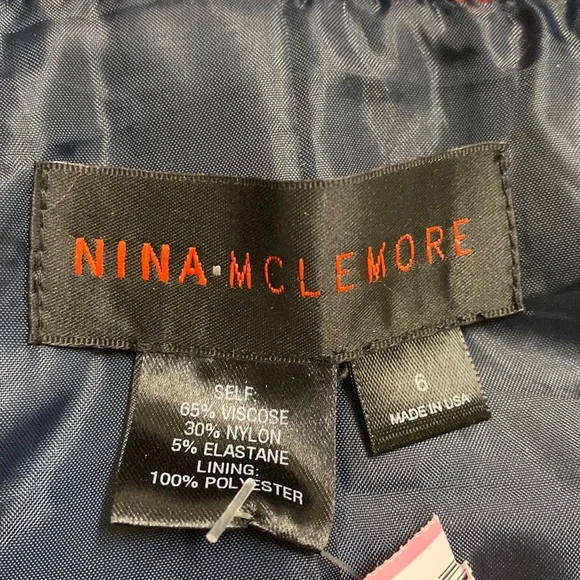 NINA·MCLEMORE
SELF:
65% VISCOSE
30% NYLON
5% ELASTANE
LINING:
100% POLYESTER
6
MADE IN USA